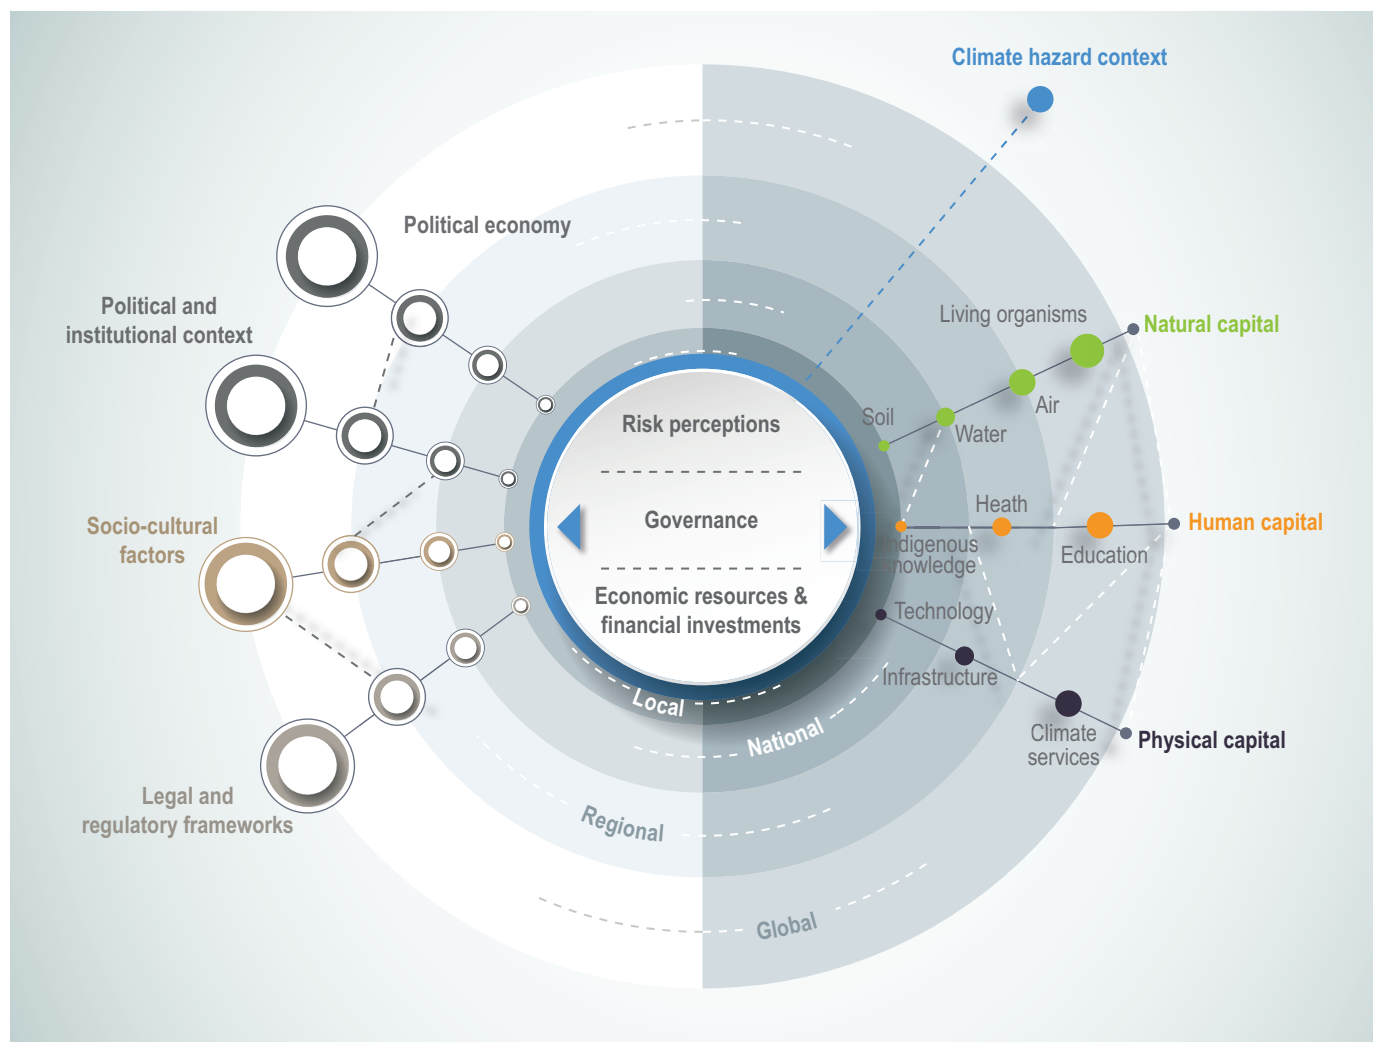 Climate hazard context
Political economy
Political and
institutional context
Living organisms
Natural capital
Air
Soil
Water
Risk perceptions
Governance
Economic resources &
financial investments
Heath
Human capital
Indigenous
knowledge
Education
Socio-cultural
factors
Technology
Infrastructure
Climate
services
Physical capital
Legal and
regulatory frameworks
Local
National
Regional
Global